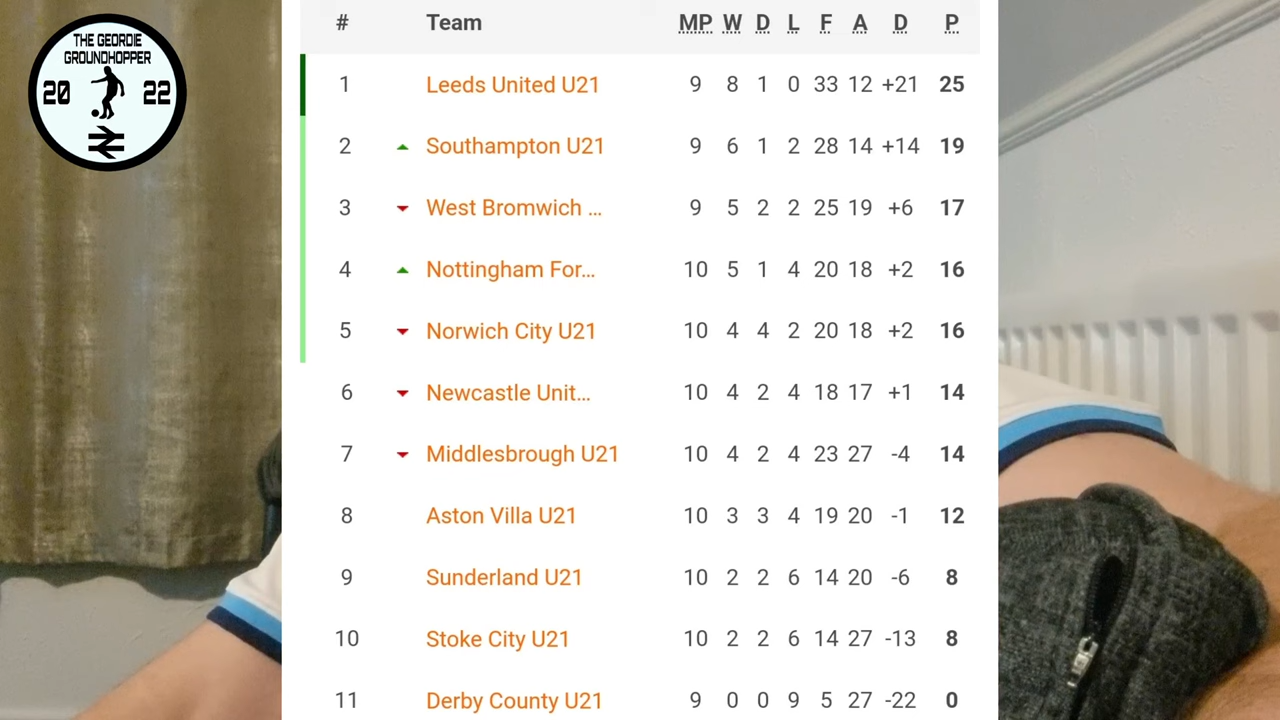 THE GEORDIE
GROUNDHOPPER
20 22
# Team MP W D L F A D P
1 Leeds United U21 9 8 1 0 33 12 +21 25
2 Southampton U21 9 6 1 2 28 14 +14 19
3 West Bromwich ... 9 5 2 2 25 19 +6 17
4 Nottingham For... 10 5 1 4 20 18 +2 16
5 Norwich City U21 10 4 4 2 20 18 +2 16
6 Newcastle Unit... 10 4 2 4 18 17 +1 14
7 Middlesbrough U21 10 4 2 4 23 27 -4 14
8 Aston Villa U21 10 3 3 4 19 20 -1 12
9 Sunderland U21 10 2 2 6 14 20 -6 8
10 Stoke City U21 10 2 2 6 14 27 -13 8
11 Derby County U21 9 0 0 9 5 27 -22 0